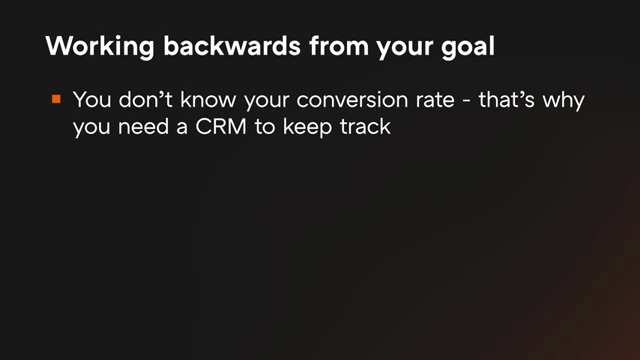 Working backwards from your goal
You don’t know your conversion rate - that’s why
you need a CRM to keep track